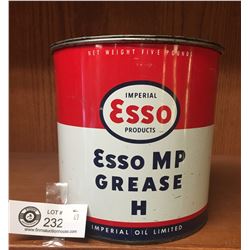 NET WEIGHT FIVE POUNDS
IMPERIAL
Esso
PRODUCTS
Esso MP
GREASE
H
IMPERIAL OIL LIMITED
LOT #
232